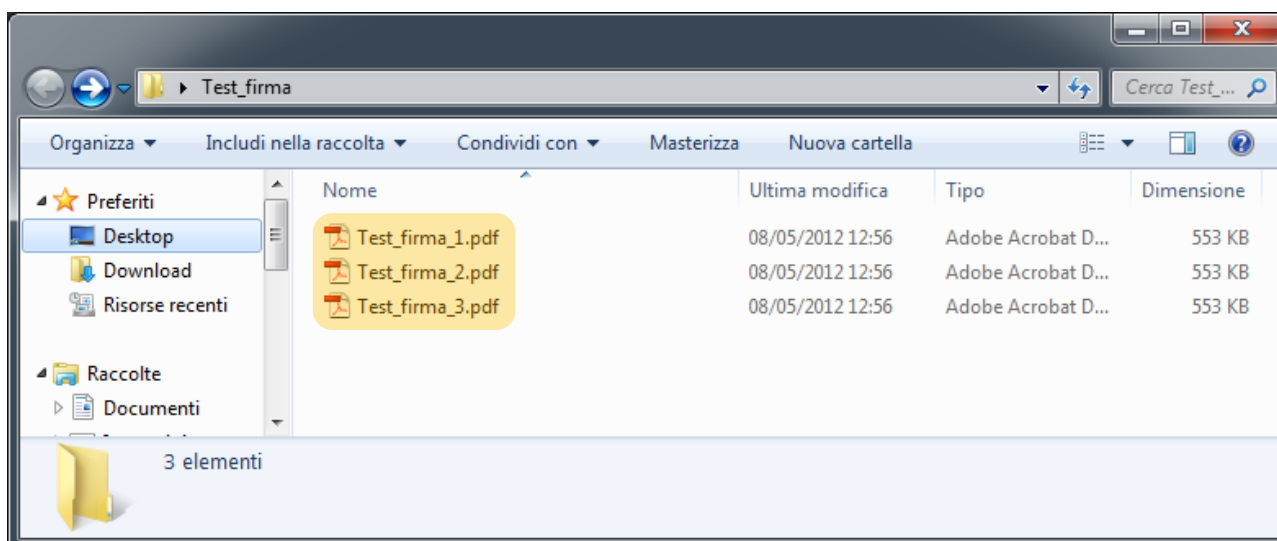 Test_firma
Cerca Test_...
Organizza Includi nella raccolta Condividi con Masterizza Nuova cartella
Preferiti
Desktop
Download
Risorse recenti
Raccolte
Documenti
Nome Ultima modifica Tipo Dimensione
Test_firma_1.pdf 08/05/2012 12:56 Adobe Acrobat D... 553 KB
Test_firma_2.pdf 08/05/2012 12:56 Adobe Acrobat D... 553 KB
Test_firma_3.pdf 08/05/2012 12:56 Adobe Acrobat D... 553 KB
3 elementi